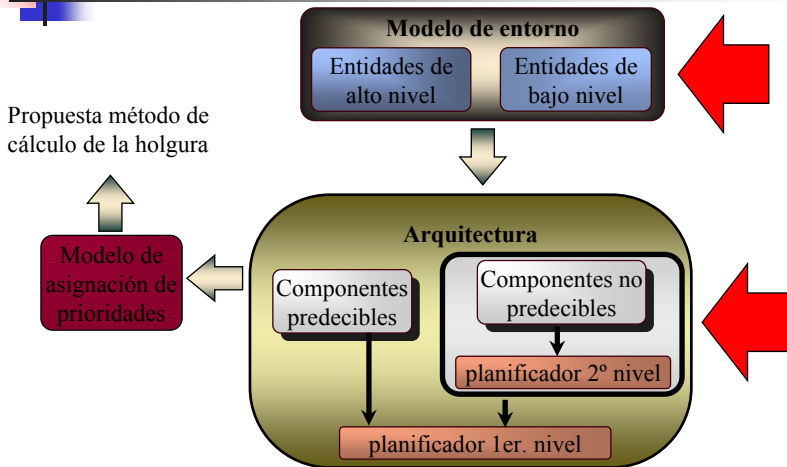 Modelo de entorno
Entidades de
alto nivel
Entidades de
bajo nivel
Propuesta método de
cálculo de la holgura
Arquitectura
Modelo de
asignación de
prioridades
Componentes
predecibles
Componentes no
predecibles
planificador 2º nivel
planificador 1er. nivel